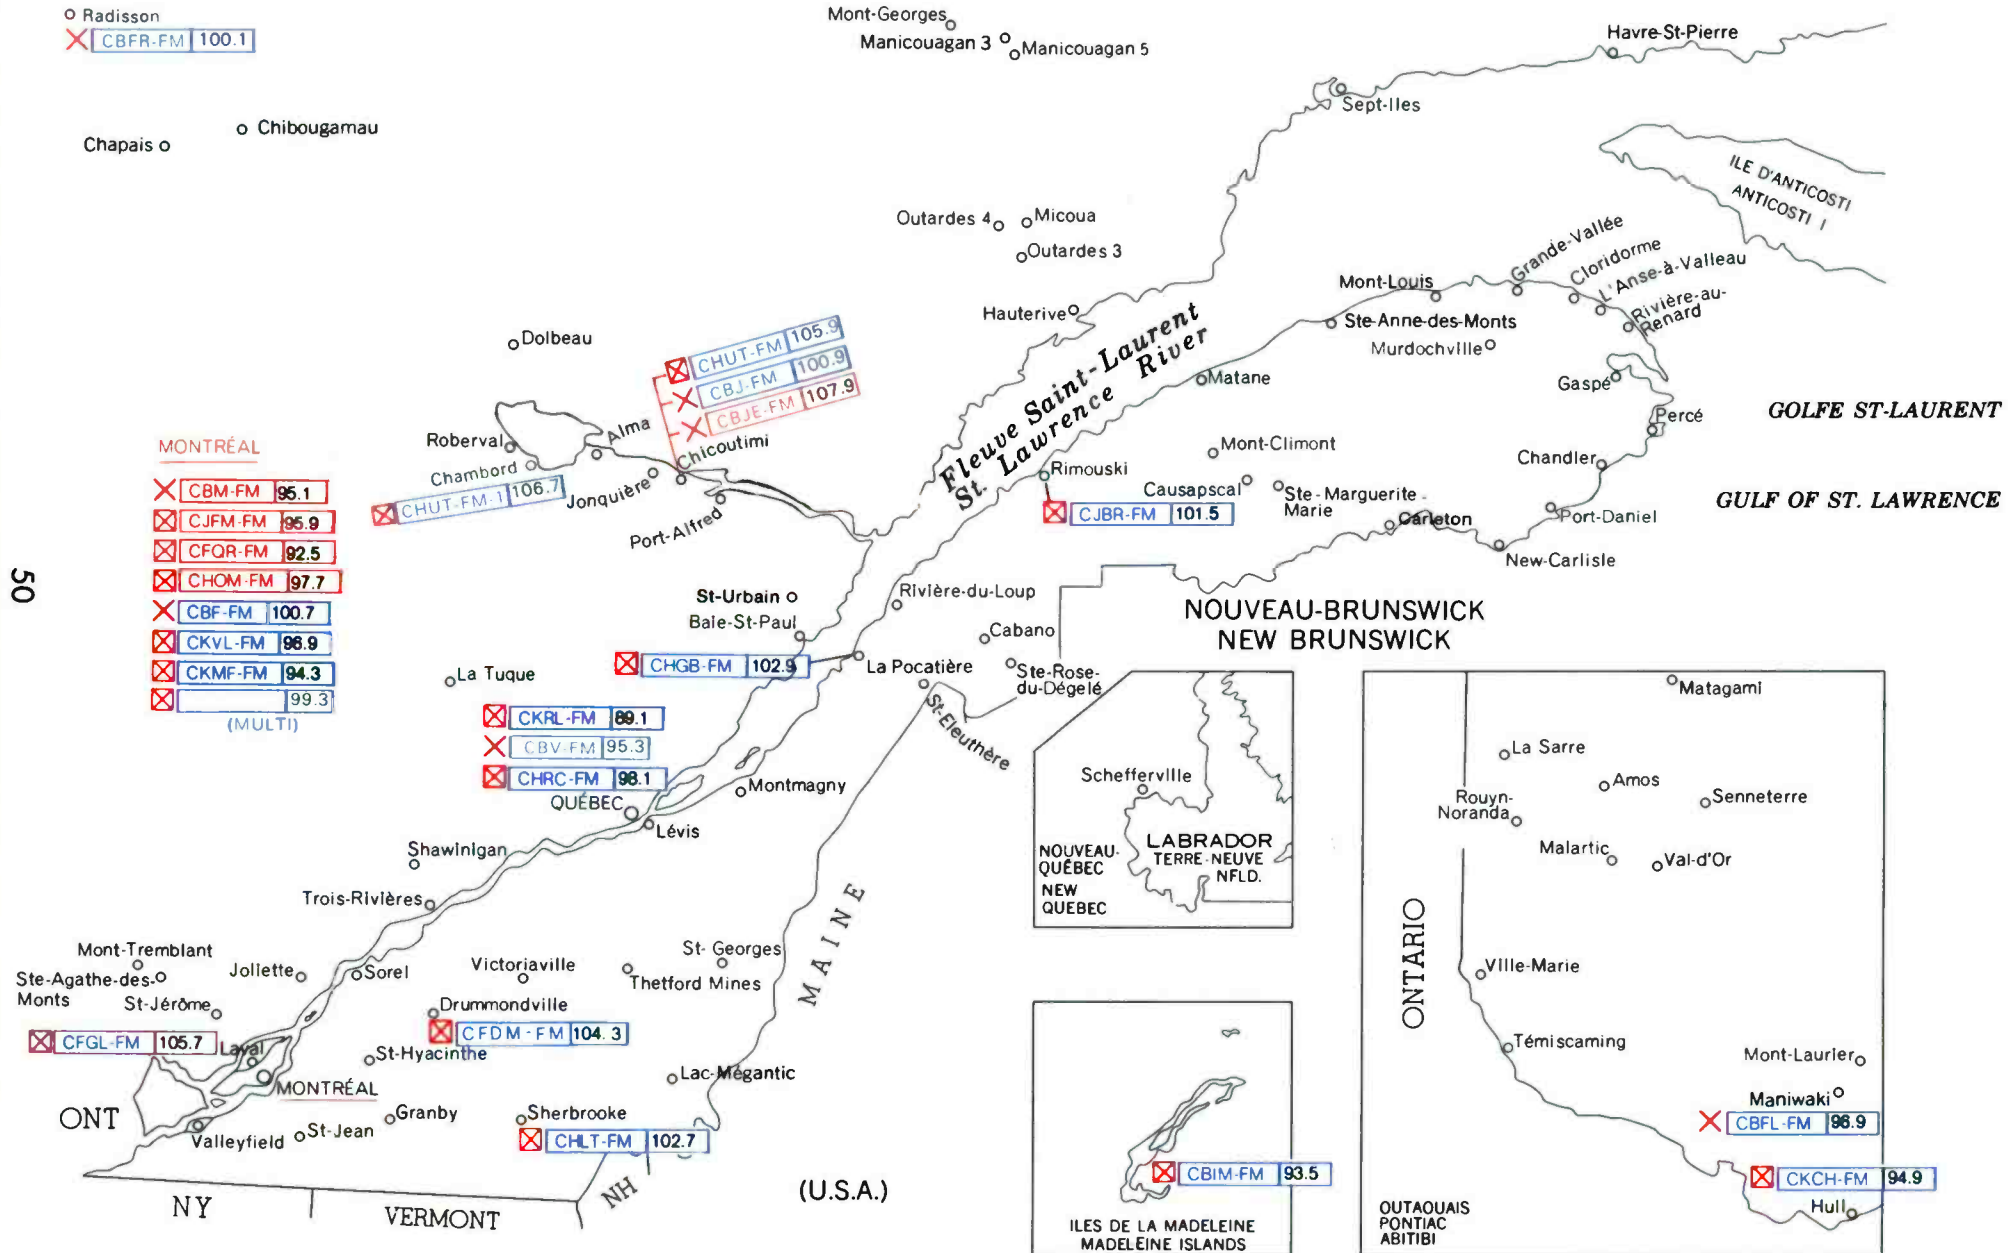 Radisson
CBFR-FM 100.1
Mont-Georges
Manicouagan 3
Manicouagan 5
Havre-St-Pierre
Sept-Iles
Chibougamau
Chapais
ILE D'ANTICOSTI
ANTICOSTI I
Outardes 4
Micoua
Outardes 3
Hauterive
Fleuve Saint-Laurent
St. Lawrence River
Mont-Louis
Grande-Vallée
Cloridorme
L'Anse-à-Valleau
Rivière-au-
Renard
Ste-Anne-des-Monts
Murdochville
Gaspé
Matane
Percé
GOLFE ST-LAURENT
Dolbeau
CHUT-FM 105.9
CBJ-FM 100.9
CBJE-FM 107.9
Roberval
Alma
Chicoutimi
Chambord
CHUT-FM-1 106.7
Jonquière
Port-Alfred
Mont-Climont
Chandler
Rimouski
CJBR-FM 101.5
Causapscal
Ste-Marguerite-
Marie
Carleton
Port-Daniel
GULF OF ST. LAWRENCE
New-Carlisle
MONTRÉAL
CBM-FM 95.1
CJFM-FM 95.9
CFQR-FM 92.5
CHOM-FM 97.7
CBF-FM 100.7
CKVL-FM 96.9
CKMF-FM 94.3
99.3
(MULTI)
50
St-Urbain
Baie-St-Paul
Rivière-du-Loup
Cabano
NOUVEAU-BRUNSWICK
NEW BRUNSWICK
CHGB-FM 102.9
La Pocatière
Ste-Rose-
du-Dégelé
St-Eleuthère
La Tuque
CKRL-FM 89.1
CBV-FM 95.3
CHRC-FM 98.1
QUÉBEC
Montmagny
Lévis
Shawinigan
Trois-Rivières
Schefferville
LABRADOR
TERRE-NEUVE
NFLD.
NOUVEAU-
QUÉBEC
NEW
QUEBEC
Matagami
La Sarre
Amos
Senneterre
Rouyn-
Noranda
Malartic
Val-d'Or
ONTARIO
Ville-Marie
Témiscaming
Mont-Laurier
Maniwaki
CBFL-FM 96.9
CKCH-FM 94.9
Hull
OUTAOUAIS
PONTIAC
ABITIBI
MAINE
Mont-Tremblant
Ste-Agathe-des-
Monts
St-Jérôme
Joliette
Sorel
Victoriaville
St-Georges
Thetford Mines
Drummondville
CFDM-FM 104.3
CFGL-FM 105.7
Laval
St-Hyacinthe
MONTRÉAL
Lac-Mégantic
ONT
Valleyfield
St-Jean
Granby
Sherbrooke
CHLT-FM 102.7
NY
VERMONT
NH
(U.S.A.)
CBIM-FM 93.5
ILES DE LA MADELEINE
MADELEINE ISLANDS